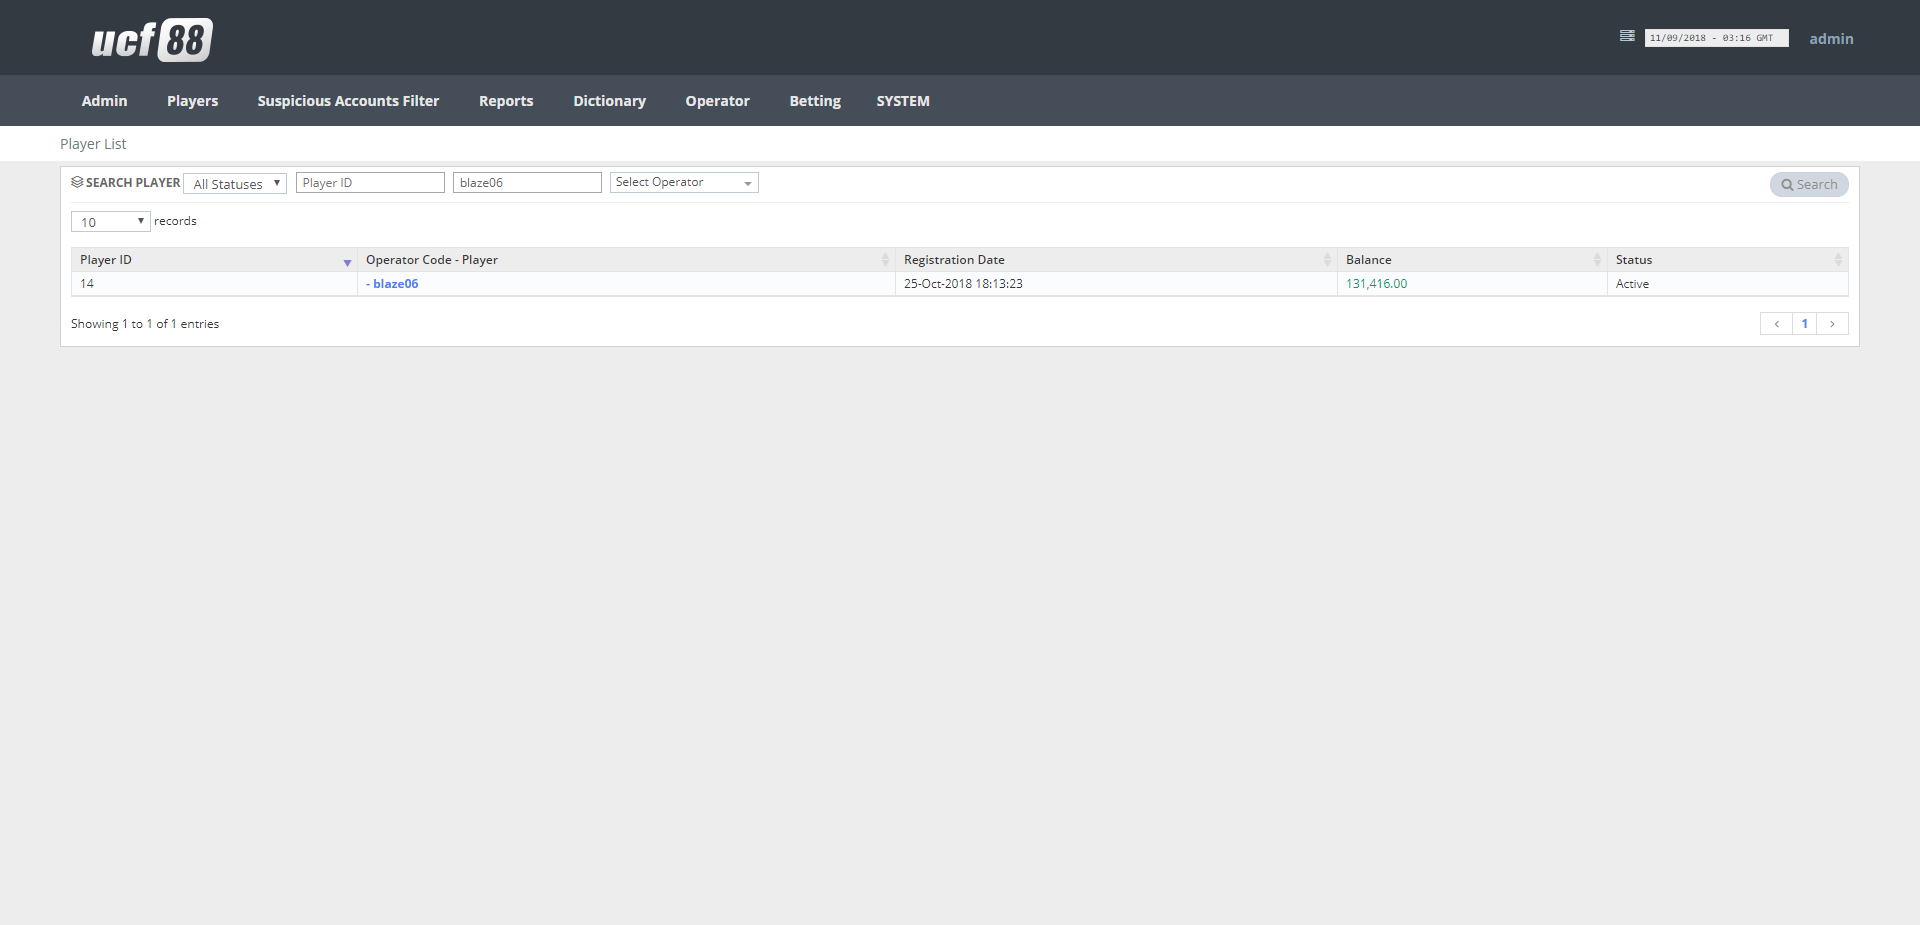 ucf 88
11/09/2018 - 03:16 GMT
admin
Admin Players Suspicious Accounts Filter Reports Dictionary Operator Betting SYSTEM
Player List
SEARCH PLAYER All Statuses Player ID blaze06 Select Operator Search
10 records
Player ID Operator Code - Player Registration Date Balance Status
14 - blaze06 25-Oct-2018 18:13:23 131,416.00 Active
Showing 1 to 1 of 1 entries
‹ 1 ›